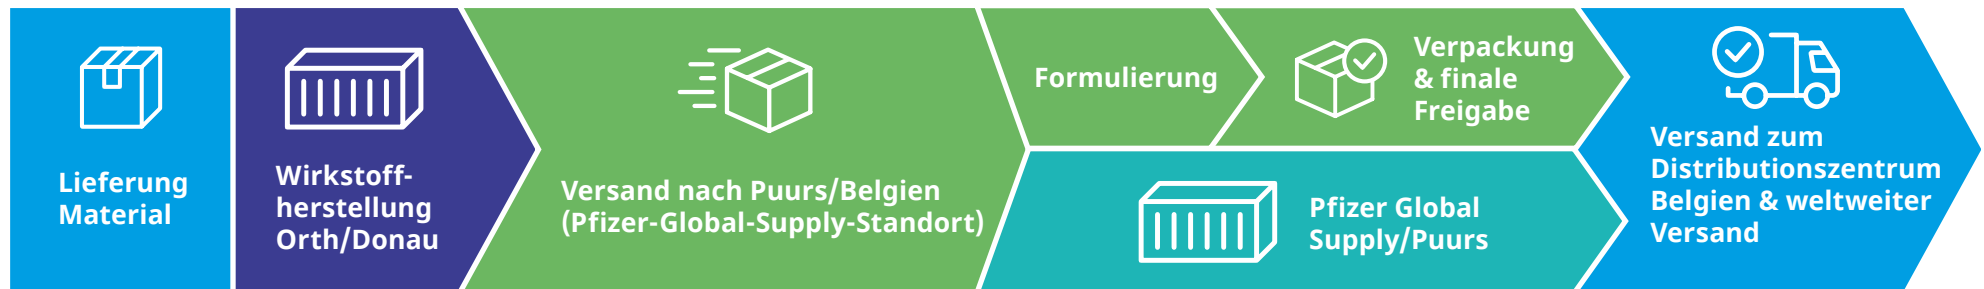 Lieferung
Material
Wirkstoff-
herstellung
Orth/Donau
Versand nach Puurs/Belgien
(Pfizer-Global-Supply-Standort)
Formulierung
Verpackung
& finale
Freigabe
Pfizer Global
Supply/Puurs
Versand zum
Distributionszentrum
Belgien & weltweiter
Versand